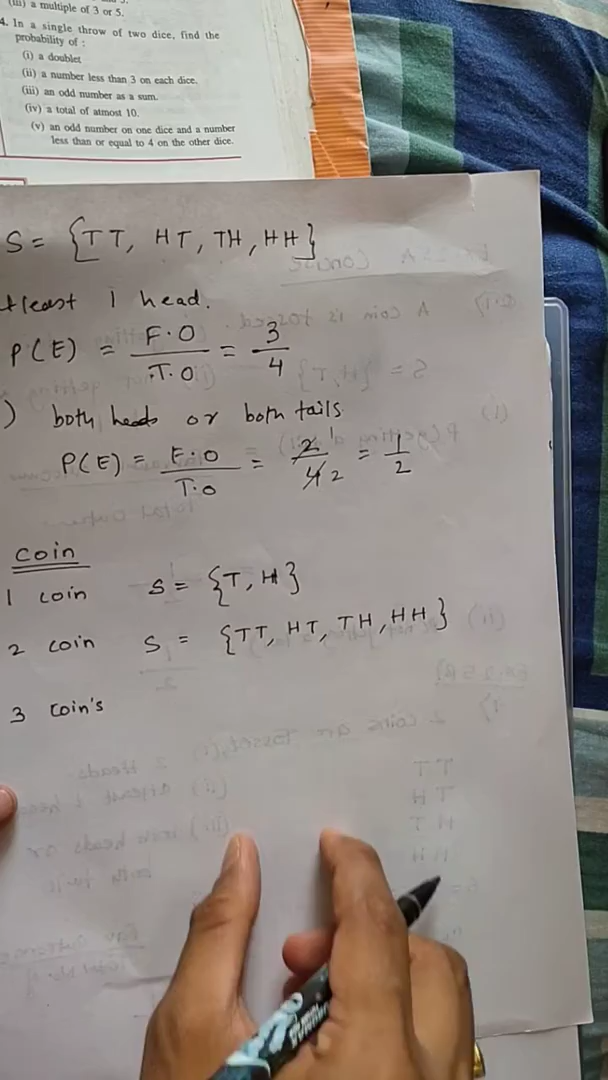 (iii) a multiple of 3 or 5.
4. In a single throw of two dice, find the
probability of :
(i) a doublet
(ii) a number less than 3 on each dice.
(iii) an odd number as a sum.
(iv) a total of atmost 10.
(v) an odd number on one dice and a number
less than or equal to 4 on the other dice.
S = {TT, HT, TH, HH}
tleast 1 head.
P(E) = F.O / T.O = 3/4
) both heads or both tails
P(E) = F.O / T.O = 2 1 / 4 2 = 1/2
Coin
1 coin S = {T, H}
2 coin S = {TT, HT, TH, HH}
3 coin's